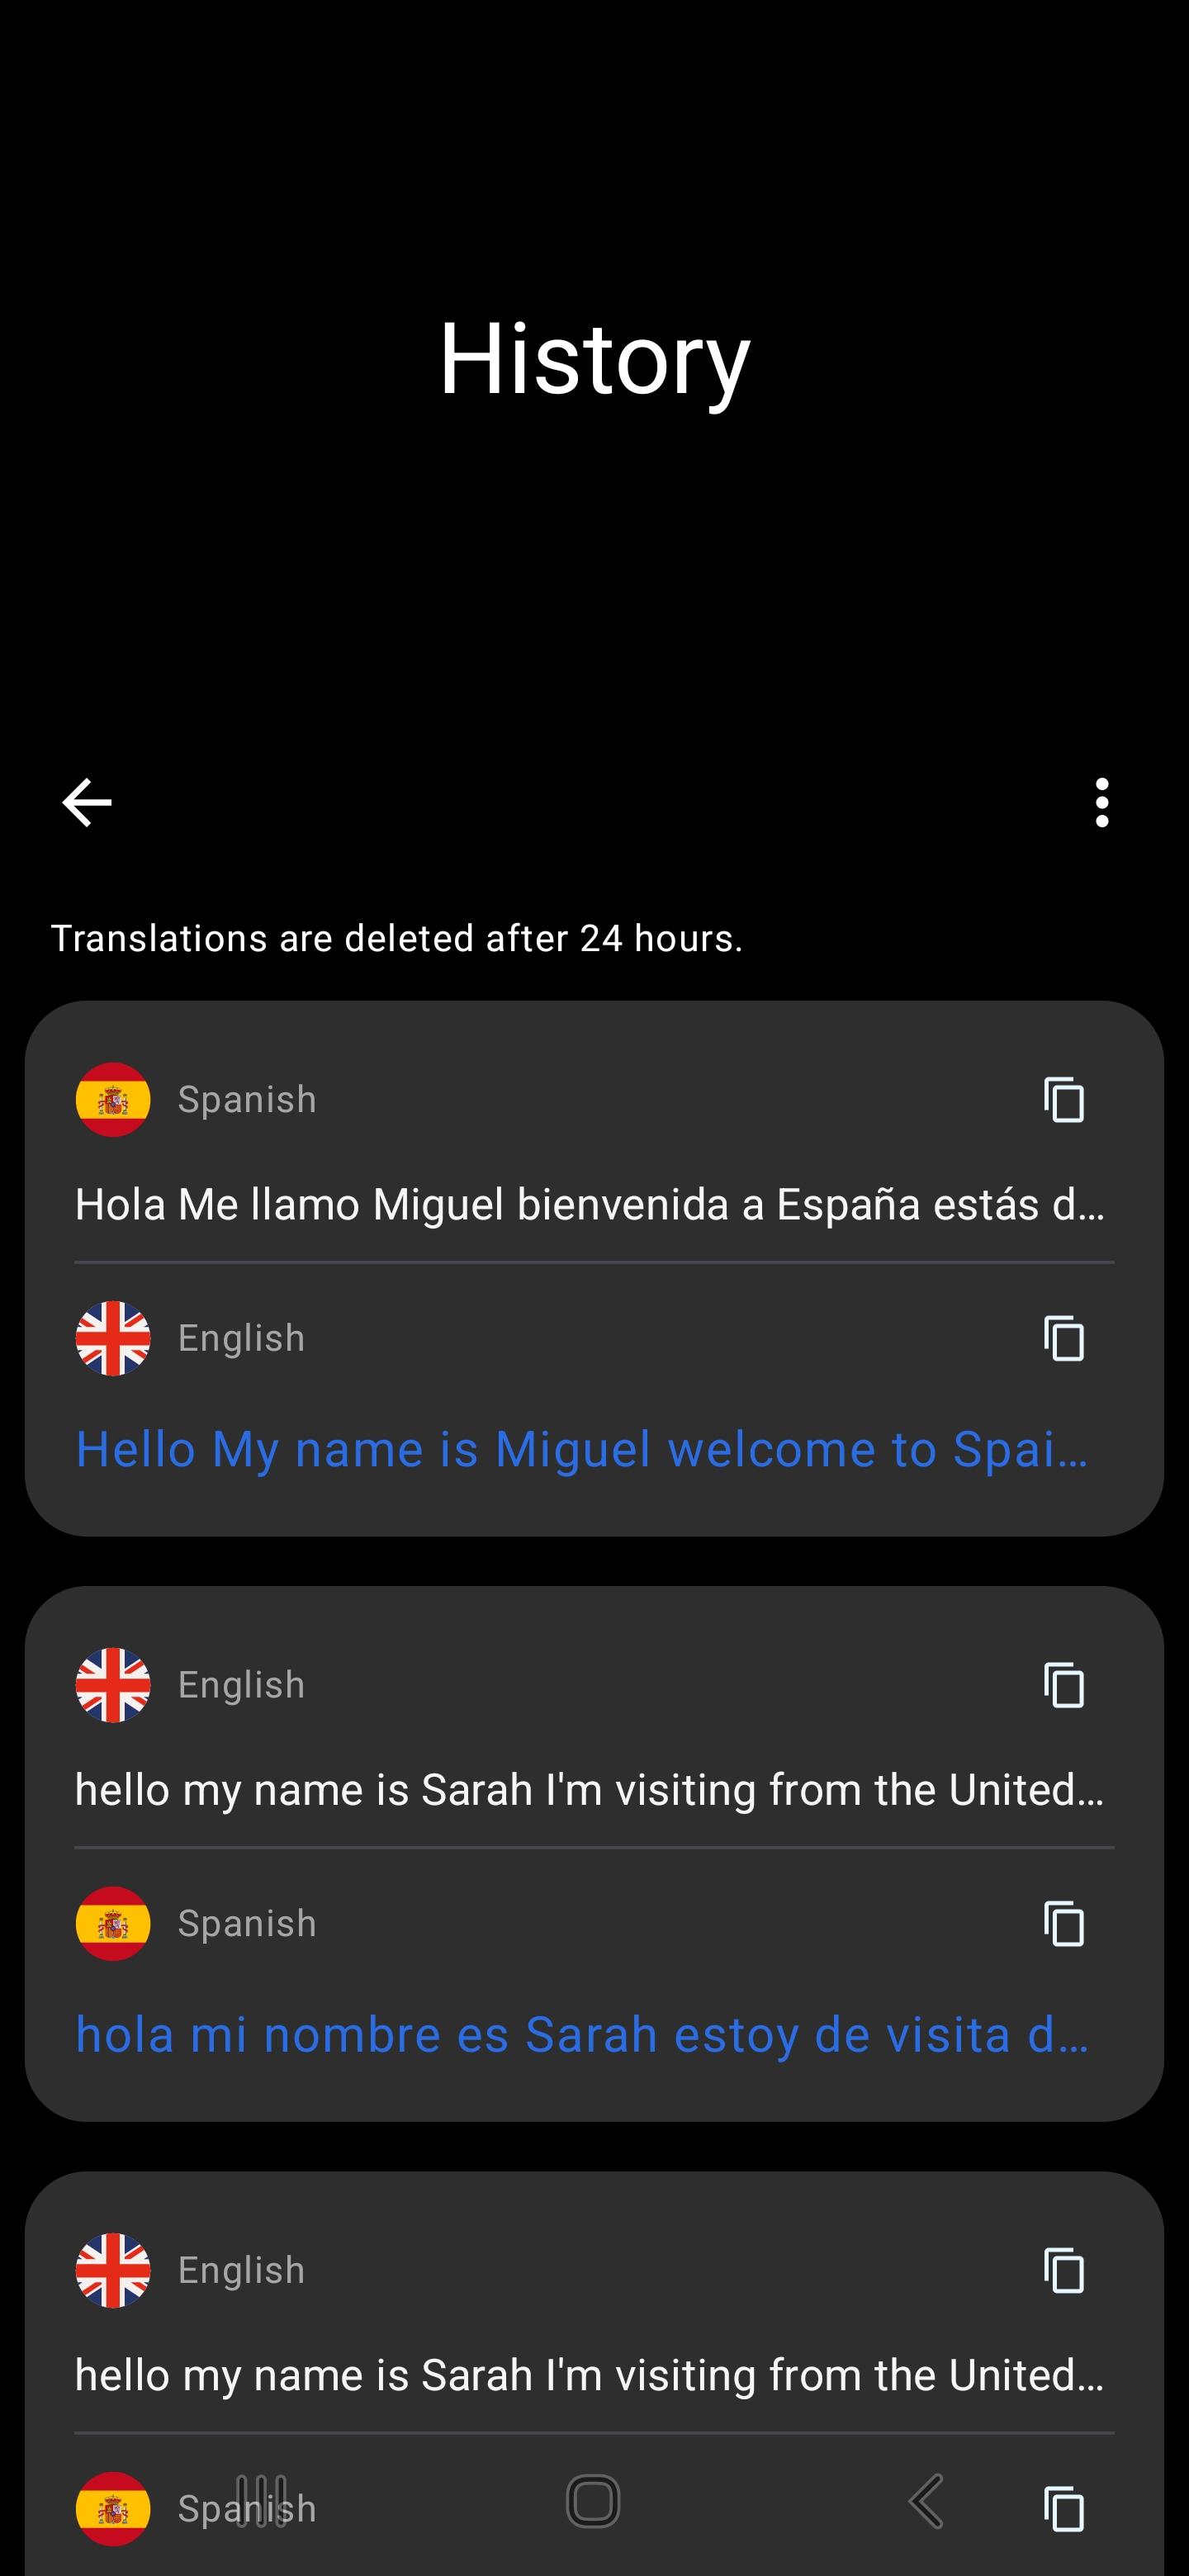 History
Translations are deleted after 24 hours.
Spanish
Hola Me llamo Miguel bienvenida a España estás d...
English
Hello My name is Miguel welcome to Spai...
English
hello my name is Sarah I'm visiting from the United...
Spanish
hola mi nombre es Sarah estoy de visita d...
English
hello my name is Sarah I'm visiting from the United...
Spanish